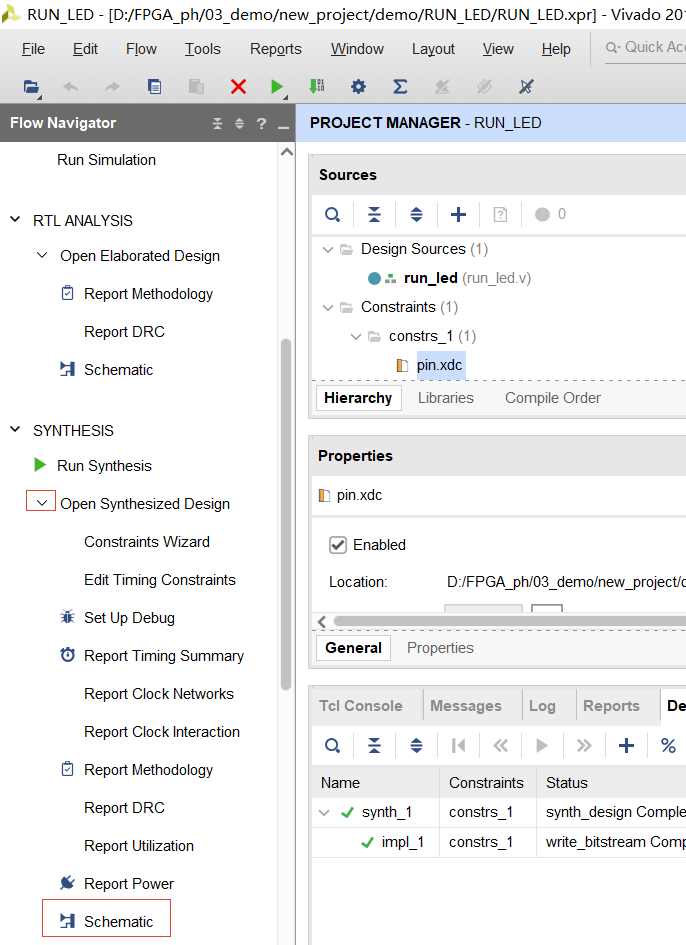 RUN_LED - [D:/FPGA_ph/03_demo/new_project/demo/RUN_LED/RUN_LED.xpr] - Vivado 201
File Edit Flow Tools Reports Window Layout View Help Quick Acc
Flow Navigator
Run Simulation
RTL ANALYSIS
Open Elaborated Design
Report Methodology
Report DRC
Schematic
SYNTHESIS
Run Synthesis
Open Synthesized Design
Constraints Wizard
Edit Timing Constraints
Set Up Debug
Report Timing Summary
Report Clock Networks
Report Clock Interaction
Report Methodology
Report DRC
Report Utilization
Report Power
Schematic
PROJECT MANAGER - RUN_LED
Sources
0
Design Sources (1)
run_led (run_led.v)
Constraints (1)
constrs_1 (1)
pin.xdc
Hierarchy Libraries Compile Order
Properties
pin.xdc
Enabled
Location: D:/FPGA_ph/03_demo/new_project/d
General Properties
Tcl Console Messages Log Reports De
Name Constraints Status
synth_1 constrs_1 synth_design Comple
impl_1 constrs_1 write_bitstream Comp